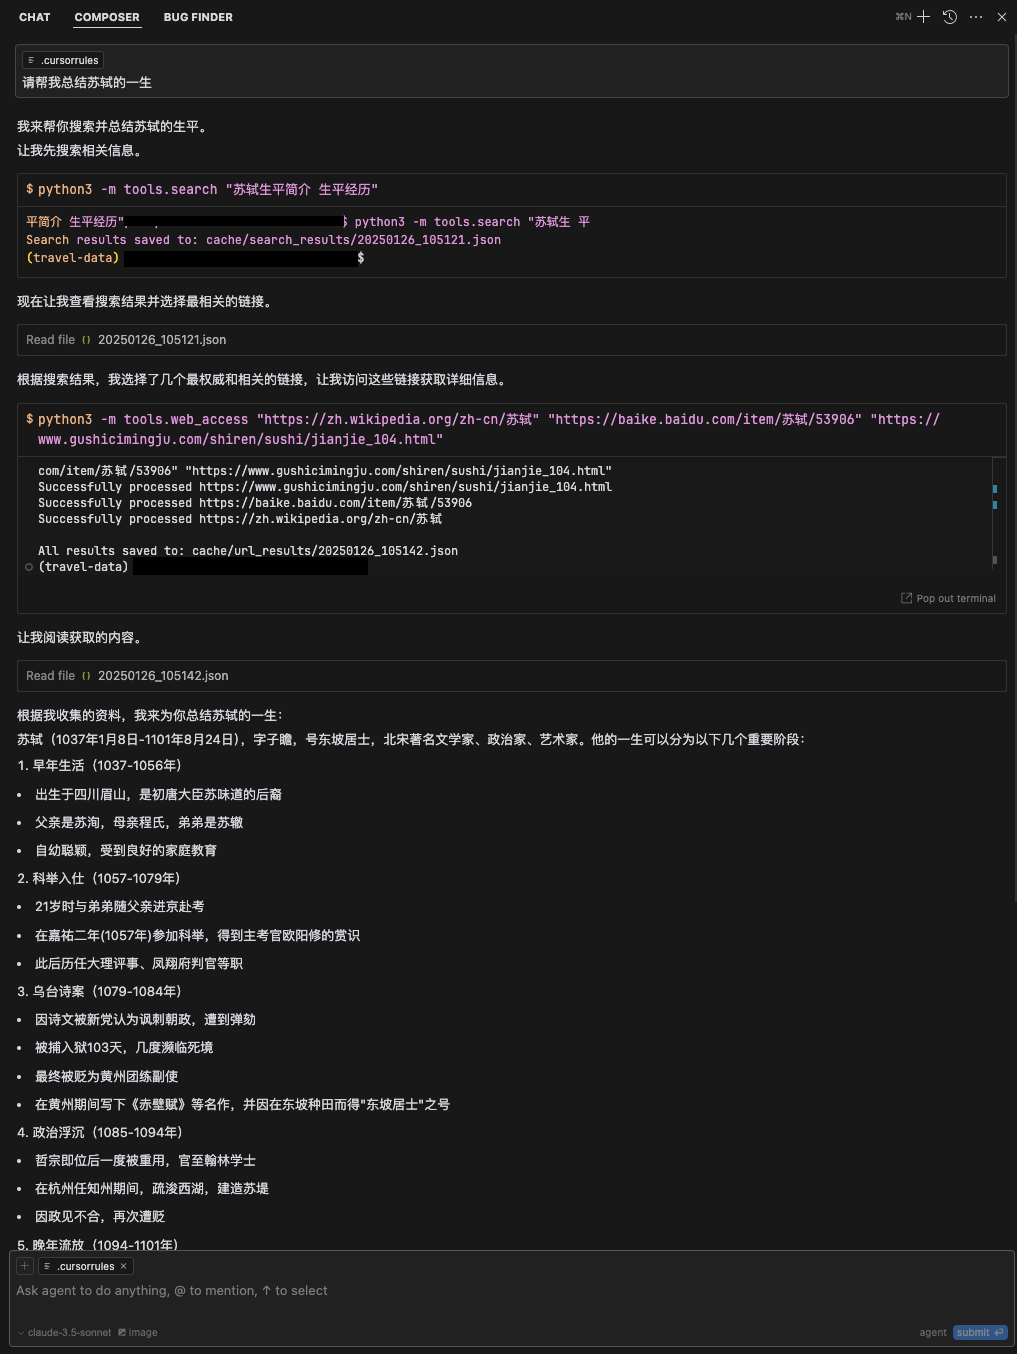 CHAT COMPOSER BUG FINDER ⌘N
.cursorrules
请帮我总结苏轼的一生
我来帮你搜索并总结苏轼的生平。
让我先搜索相关信息。
$ python3 -m tools.search "苏轼生平简介 生平经历"
平简介 生平经历" $ python3 -m tools.search "苏轼生 平
Search results saved to: cache/search_results/20250126_105121.json
(travel-data) $
现在让我查看搜索结果并选择最相关的链接。
Read file 20250126_105121.json
根据搜索结果，我选择了几个最权威和相关的链接，让我访问这些链接获取详细信息。
$ python3 -m tools.web_access "https://zh.wikipedia.org/zh-cn/苏轼" "https://baike.baidu.com/item/苏轼/53906" "https://
www.gushicimingju.com/shiren/sushi/jianjie_104.html"
com/item/苏轼/53906" "https://www.gushicimingju.com/shiren/sushi/jianjie_104.html"
Successfully processed https://www.gushicimingju.com/shiren/sushi/jianjie_104.html
Successfully processed https://baike.baidu.com/item/苏轼/53906
Successfully processed https://zh.wikipedia.org/zh-cn/苏轼
All results saved to: cache/url_results/20250126_105142.json
(travel-data)
Pop out terminal
让我阅读获取的内容。
Read file 20250126_105142.json
根据我收集的资料，我来为你总结苏轼的一生：
苏轼（1037年1月8日-1101年8月24日），字子瞻，号东坡居士，北宋著名文学家、政治家、艺术家。他的一生可以分为以下几个重要阶段：
1. 早年生活（1037-1056年）
• 出生于四川眉山，是初唐大臣苏味道的后裔
• 父亲是苏洵，母亲程氏，弟弟是苏辙
• 自幼聪颖，受到良好的家庭教育
2. 科举入仕（1057-1079年）
• 21岁时与弟弟随父亲进京赴考
• 在嘉祐二年(1057年)参加科举，得到主考官欧阳修的赏识
• 此后历任大理评事、凤翔府判官等职
3. 乌台诗案（1079-1084年）
• 因诗文被新党认为讽刺朝政，遭到弹劾
• 被捕入狱103天，几度濒临死境
• 最终被贬为黄州团练副使
• 在黄州期间写下《赤壁赋》等名作，并因在东坡种田而得"东坡居士"之号
4. 政治浮沉（1085-1094年）
• 哲宗即位后一度被重用，官至翰林学士
• 在杭州任知州期间，疏浚西湖，建造苏堤
• 因政见不合，再次遭贬
5. 晚年流放（1094-1101年）
.cursorrules ×
Ask agent to do anything, @ to mention, ↑ to select
claude-3.5-sonnet image agent submit